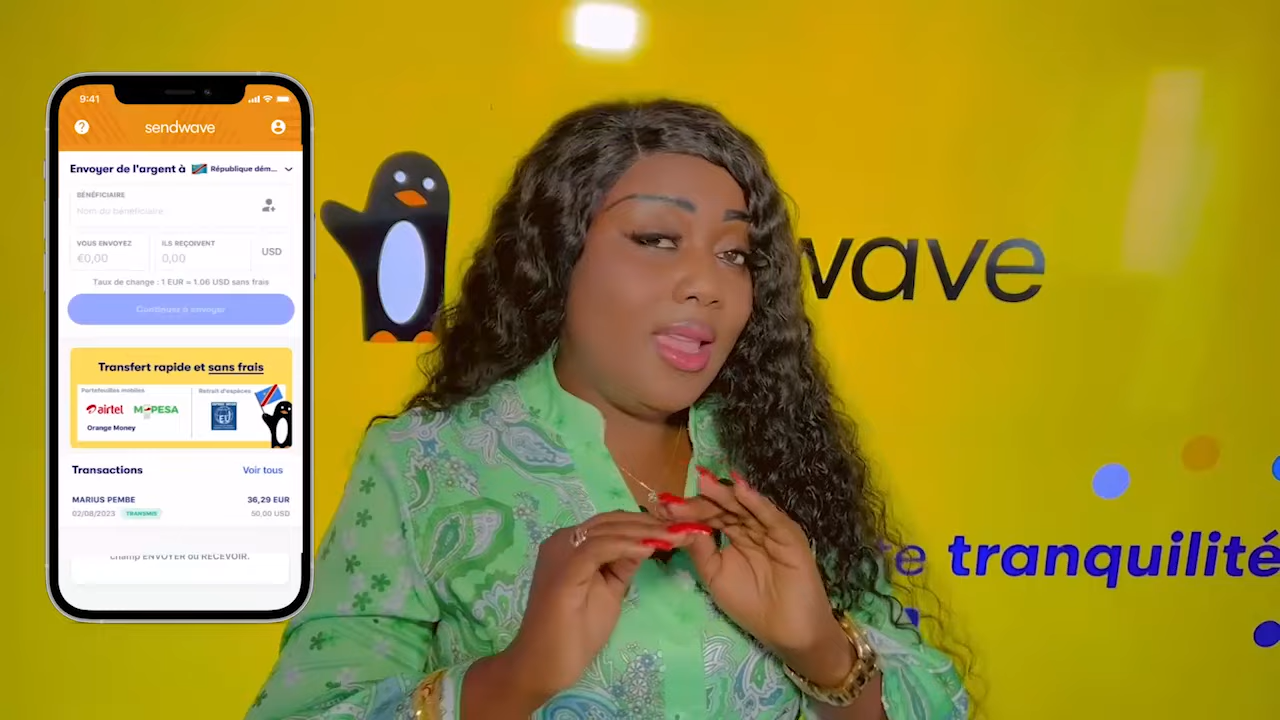 9:41
sendwave
Envoyer de l'argent à
République dém...
BÉNÉFICIAIRE
Nom du bénéficiaire
VOUS ENVOYEZ
ILS REÇOIVENT
€0,00
0,00
USD
Taux de change : 1 EUR = 1.06 USD sans frais
Continuez à envoyer
Transfert rapide et sans frais
Portefeuilles mobiles
Retrait d'espèces
airtel
M-PESA
Orange Money
Transactions
Voir tous
MARIUS PEMBE
36,29 EUR
02/08/2023
TRANSMIS
50,00 USD
champ ENVOYER ou RECEVOIR.
wave
te tranquilité